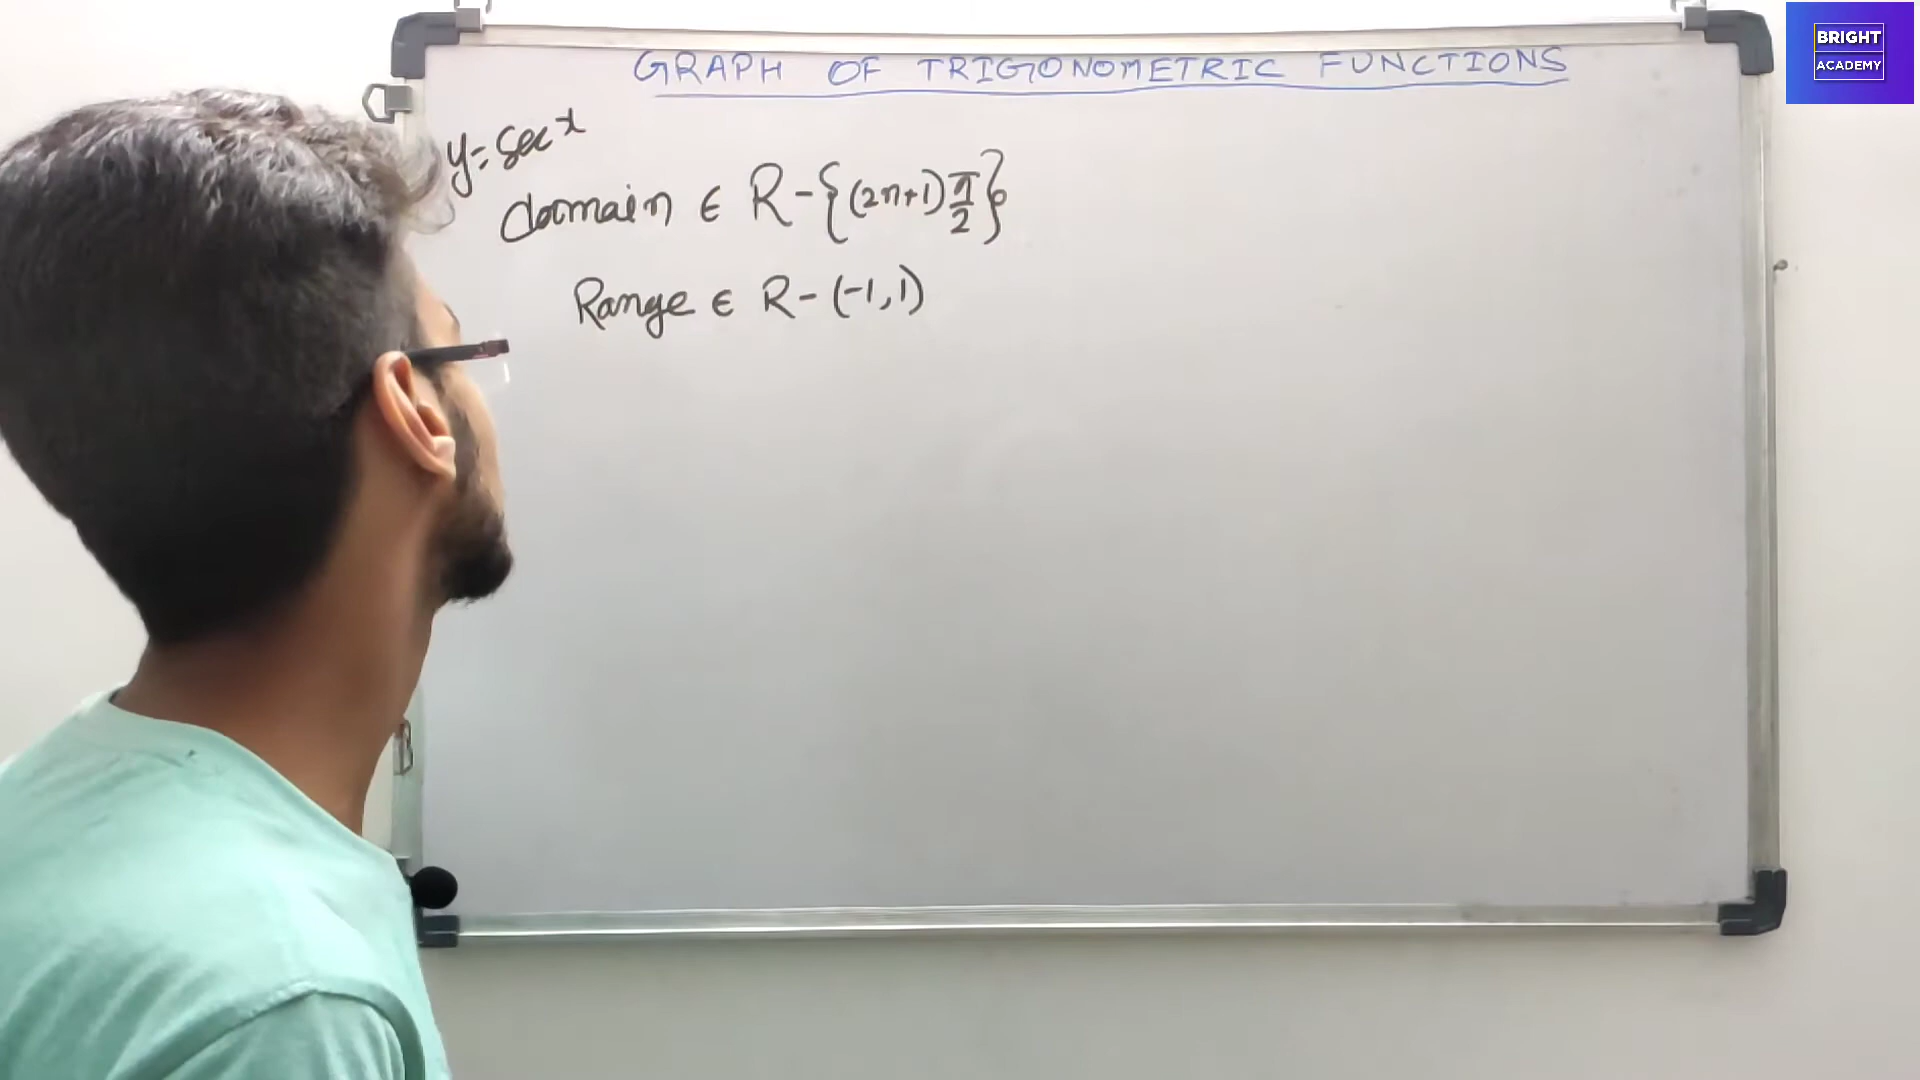 GRAPH OF TRIGONOMETRIC FUNCTIONS
BRIGHT
ACADEMY
y = sec x
domain ∈ R - {(2n+1) π/2}
Range ∈ R - (-1, 1)